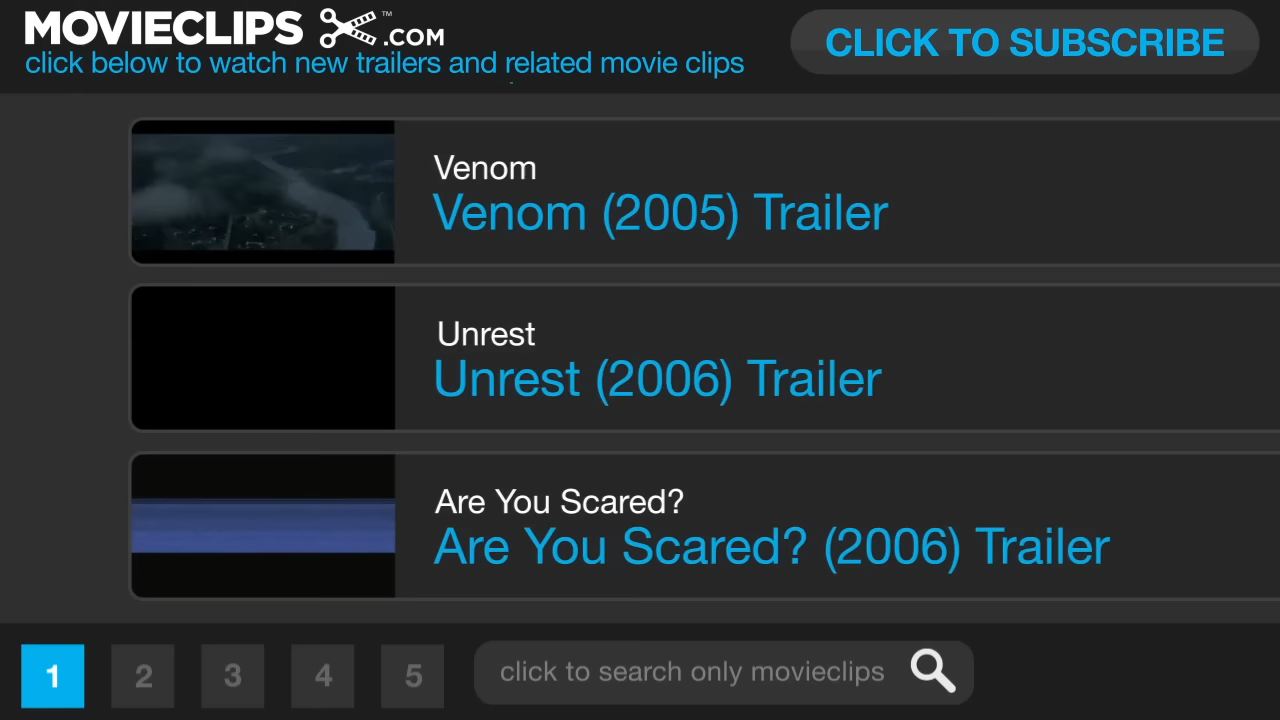 MOVIECLIPS .COM ™
click below to watch new trailers and related movie clips
CLICK TO SUBSCRIBE
Venom
Venom (2005) Trailer
Unrest
Unrest (2006) Trailer
Are You Scared?
Are You Scared? (2006) Trailer
1 2 3 4 5
click to search only movieclips